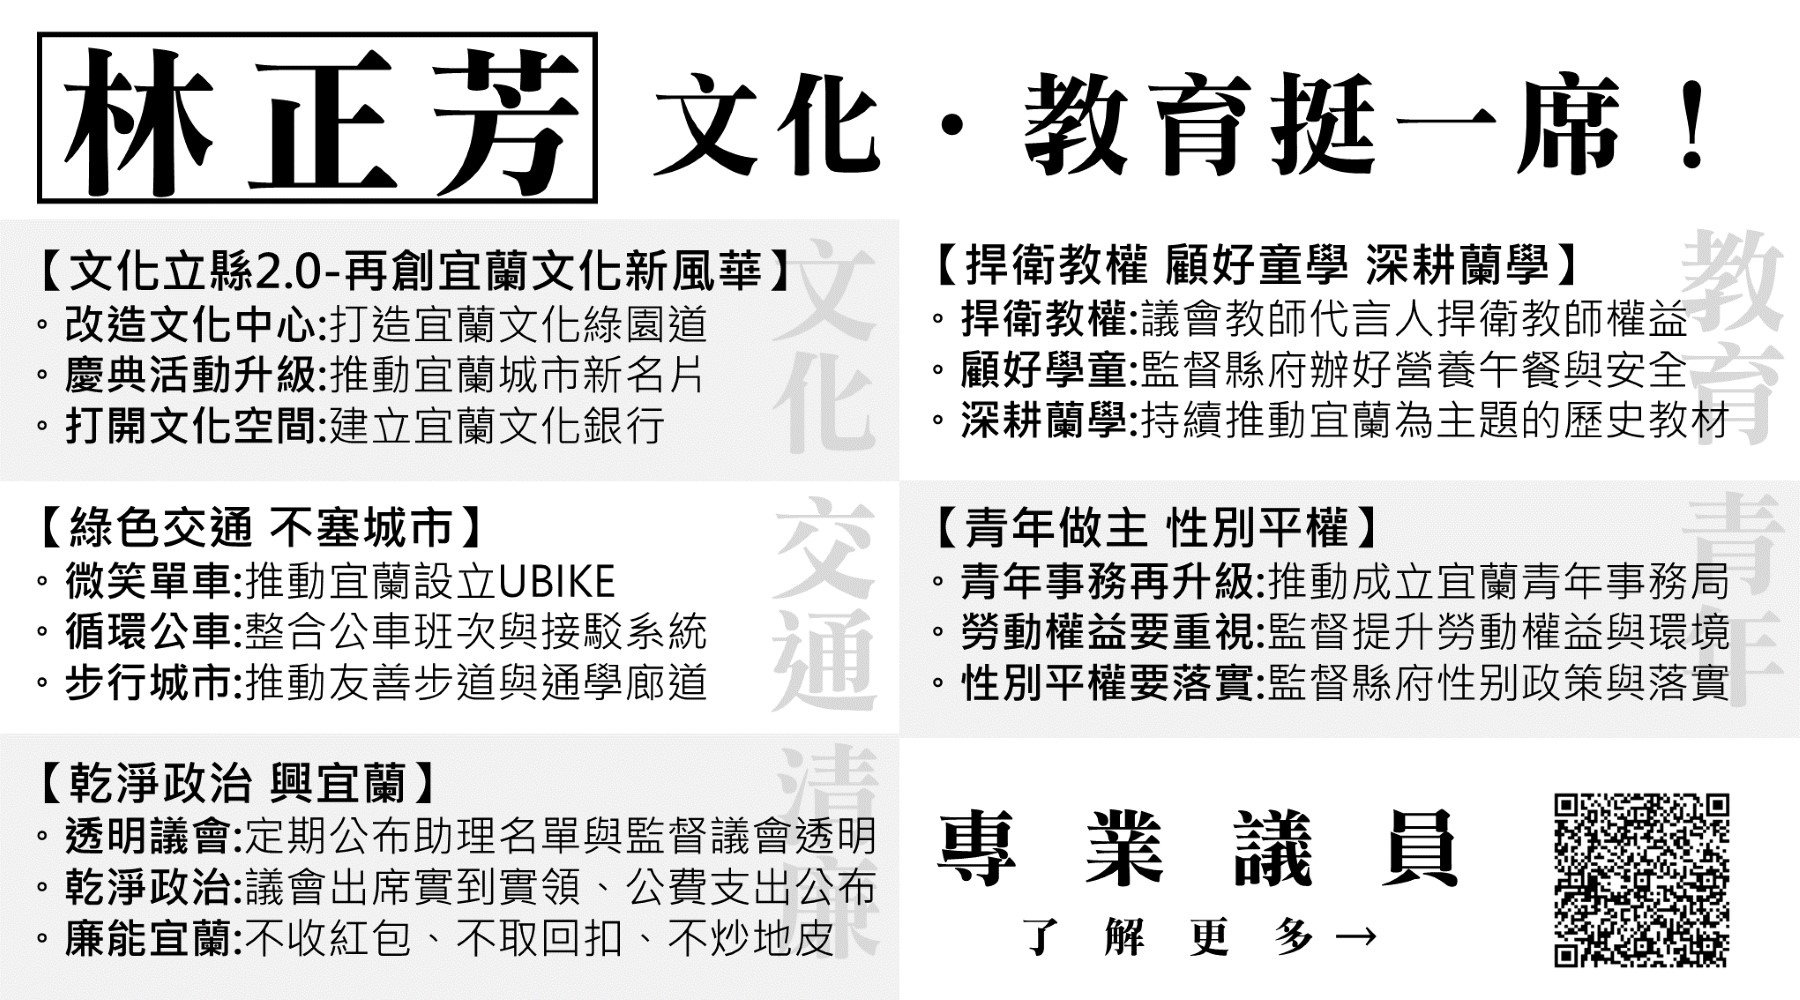 林正芳 文化・教育挺一席！
文化
【文化立縣2.0-再創宜蘭文化新風華】
。改造文化中心:打造宜蘭文化綠園道
。慶典活動升級:推動宜蘭城市新名片
。打開文化空間:建立宜蘭文化銀行
教育
【捍衛教權 顧好童學 深耕蘭學】
。捍衛教權:議會教師代言人捍衛教師權益
。顧好學童:監督縣府辦好營養午餐與安全
。深耕蘭學:持續推動宜蘭為主題的歷史教材
交通
【綠色交通 不塞城市】
。微笑單車:推動宜蘭設立UBIKE
。循環公車:整合公車班次與接駁系統
。步行城市:推動友善步道與通學廊道
青年
【青年做主 性別平權】
。青年事務再升級:推動成立宜蘭青年事務局
。勞動權益要重視:監督提升勞動權益與環境
。性別平權要落實:監督縣府性别政策與落實
清廉
【乾淨政治 興宜蘭】
。透明議會:定期公布助理名單與監督議會透明
。乾淨政治:議會出席實到實領、公費支出公布
。廉能宜蘭:不收紅包、不取回扣、不炒地皮
專業議員
了解更多→